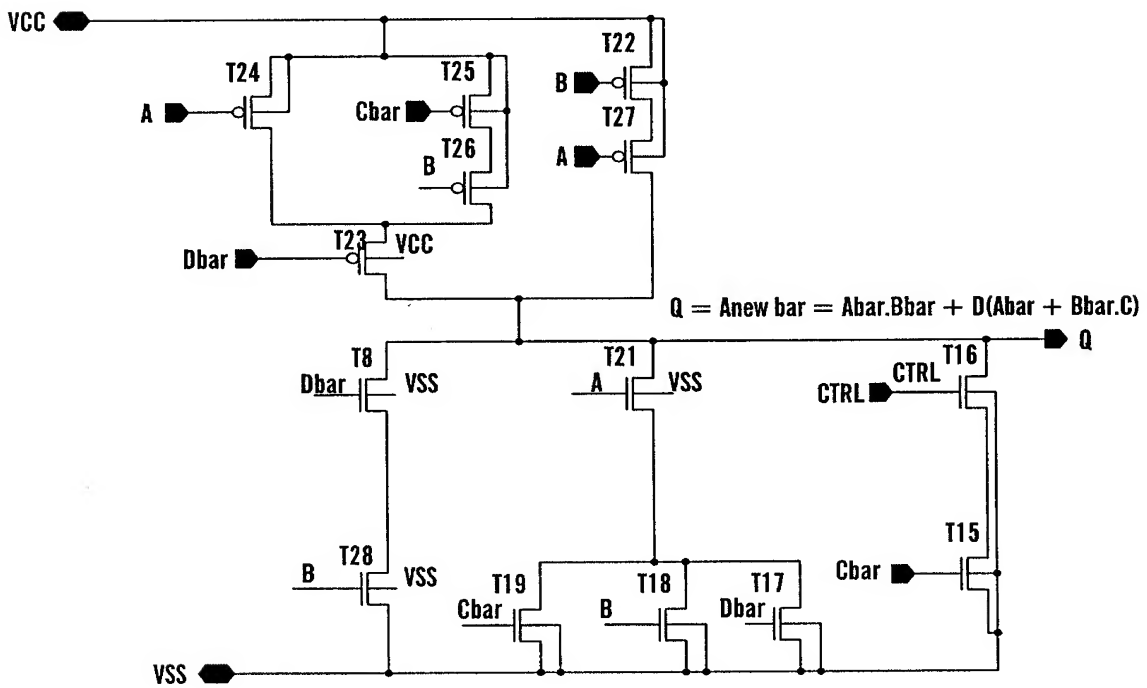 VCC
T24
A
T25
Cbar
T26
B
T22
B
T27
A
T23
VCC
Dbar
Q = Anew bar = Abar.Bbar + D(Abar + Bbar.C)
Q
T8
Dbar
VSS
T21
A
VSS
T16
CTRL
CTRL
T28
B
VSS
T19
Cbar
T18
B
T17
Dbar
T15
Cbar
VSS